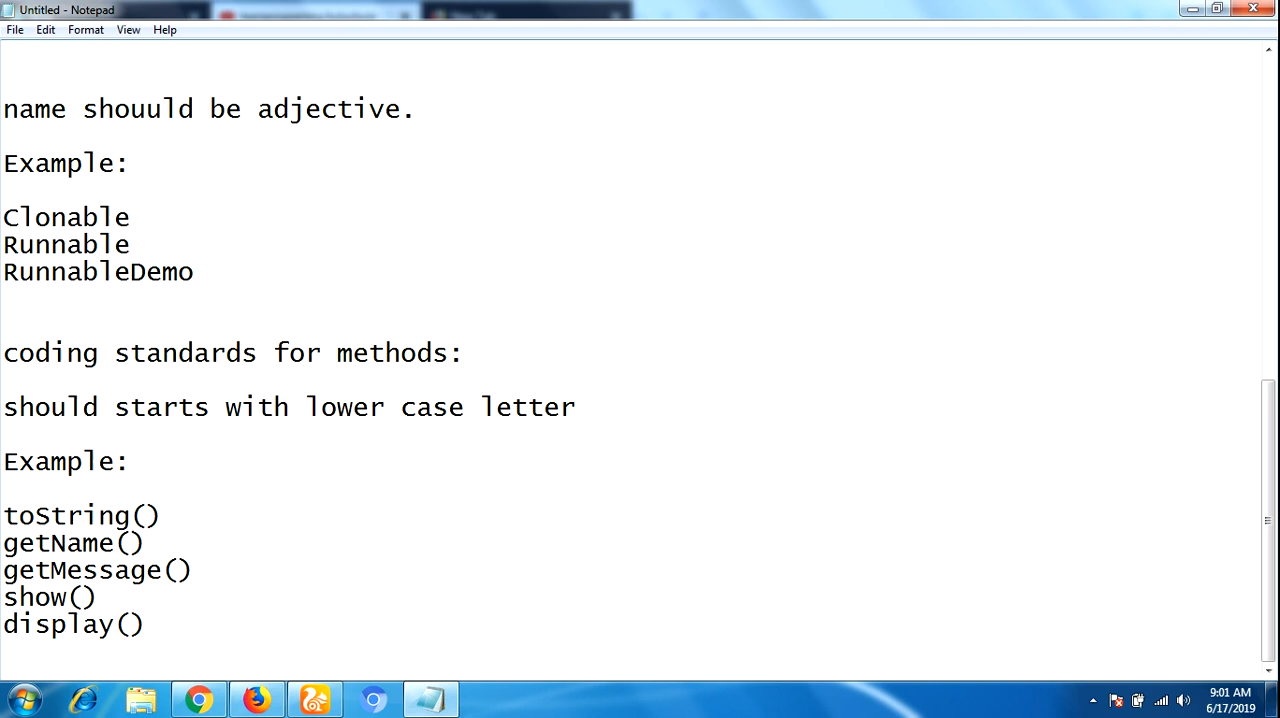 Untitled - Notepad
File Edit Format View Help
name shouuld be adjective.
Example:
Clonable
Runnable
RunnableDemo
coding standards for methods:
should starts with lower case letter
Example:
toString()
getName()
getMessage()
show()
display()
9:01 AM
6/17/2019